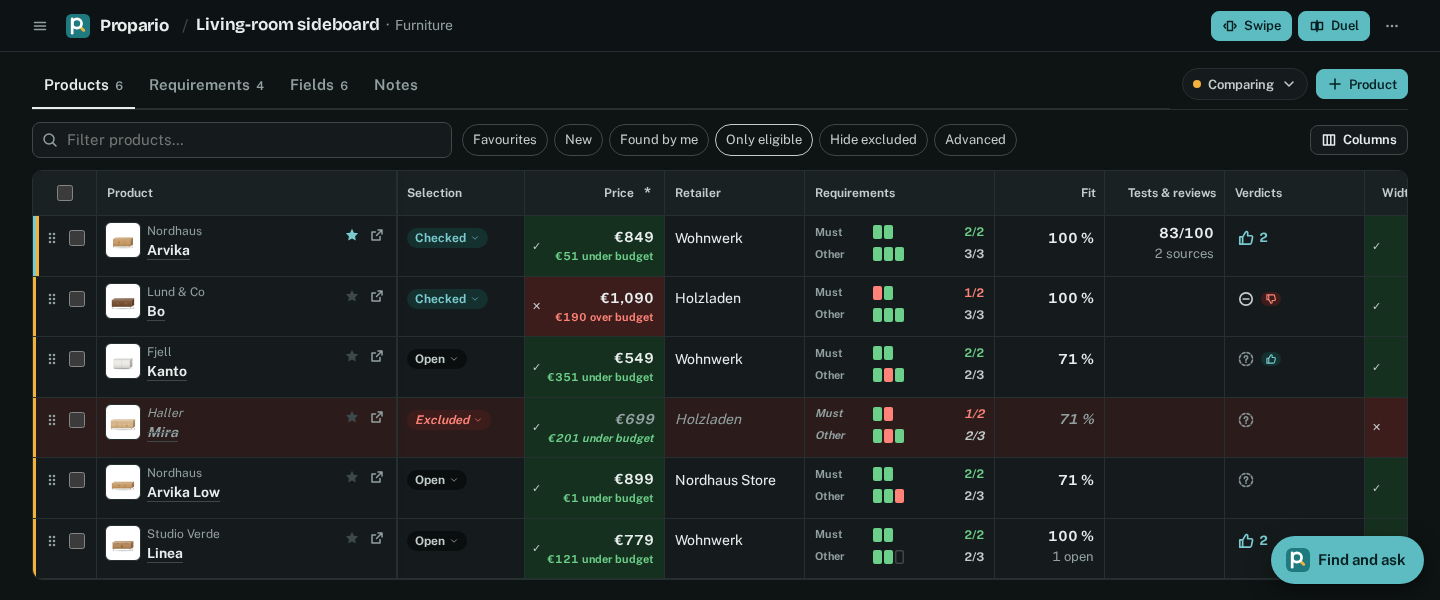 Propario / Living-room sideboard · Furniture
Swipe
Duel
Products 6
Requirements 4
Fields 6
Notes
Comparing
Product
Filter products...
Favourites
New
Found by me
Only eligible
Hide excluded
Advanced
Columns
Product Selection Price * Retailer Requirements Fit Tests & reviews Verdicts Widt
Nordhaus
Arvika
Checked
€849
€51 under budget
Wohnwerk
Must 2/2
Other 3/3
100 %
83/100
2 sources
2
Lund & Co
Bo
Checked
€1,090
€190 over budget
Holzladen
Must 1/2
Other 3/3
100 %
Fjell
Kanto
Open
€549
€351 under budget
Wohnwerk
Must 2/2
Other 2/3
71 %
Haller
Mira
Excluded
€699
€201 under budget
Holzladen
Must 1/2
Other 2/3
71 %
Nordhaus
Arvika Low
Open
€899
€1 under budget
Nordhaus Store
Must 2/2
Other 2/3
71 %
Studio Verde
Linea
Open
€779
€121 under budget
Wohnwerk
Must 2/2
Other 2/3
100 %
1 open
2
Find and ask